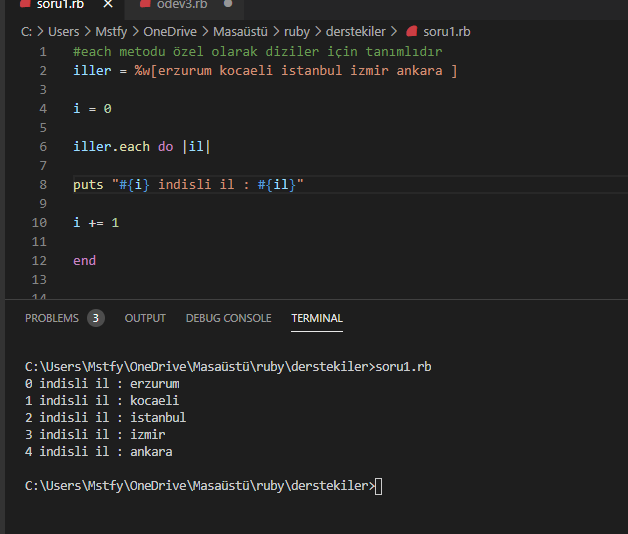 soru1.rb × odev3.rb
C: > Users > Mstfy > OneDrive > Masaüstü > ruby > derstekiler > soru1.rb
1 #each metodu özel olarak diziler için tanımlıdır
2 iller = %w[erzurum kocaeli istanbul izmir ankara ]
3
4 i = 0
5
6 iller.each do |il|
7
8 puts "#{i} indisli il : #{il}"
9
10 i += 1
11
12 end
13
14
PROBLEMS 3 OUTPUT DEBUG CONSOLE TERMINAL
C:\Users\Mstfy\OneDrive\Masaüstü\ruby\derstekiler>soru1.rb
0 indisli il : erzurum
1 indisli il : kocaeli
2 indisli il : istanbul
3 indisli il : izmir
4 indisli il : ankara
C:\Users\Mstfy\OneDrive\Masaüstü\ruby\derstekiler>